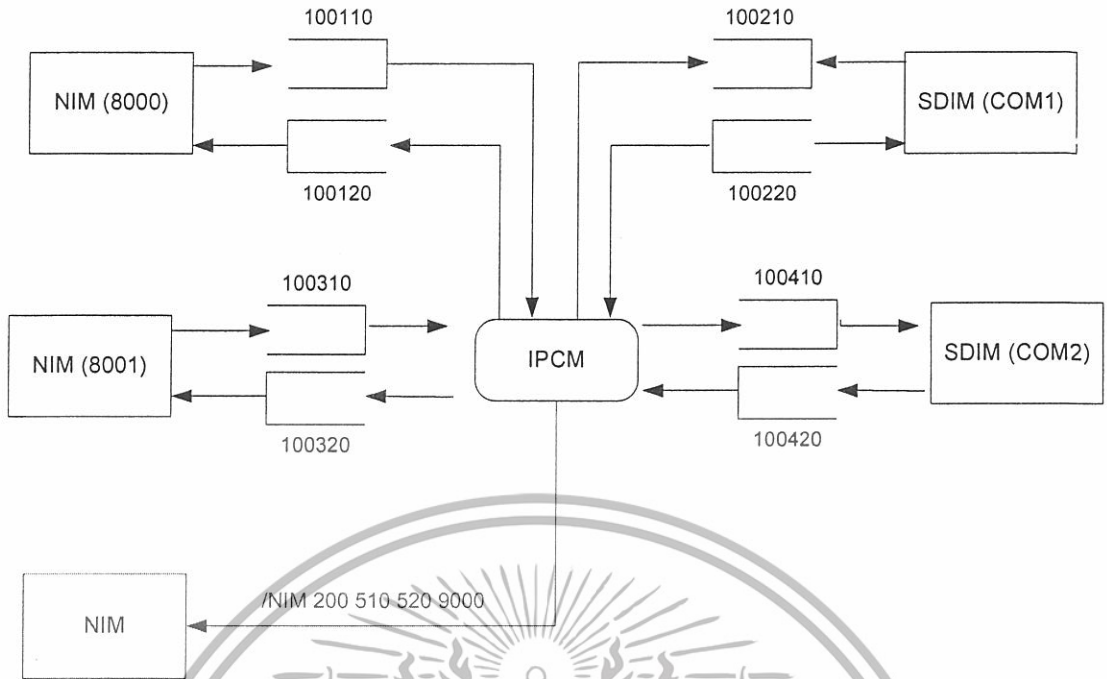 100110
100210
NIM (8000)
SDIM (COM1)
100120
100220
100310
100410
NIM (8001)
IPCM
SDIM (COM2)
100320
100420
/NIM 200 510 520 9000
NIM